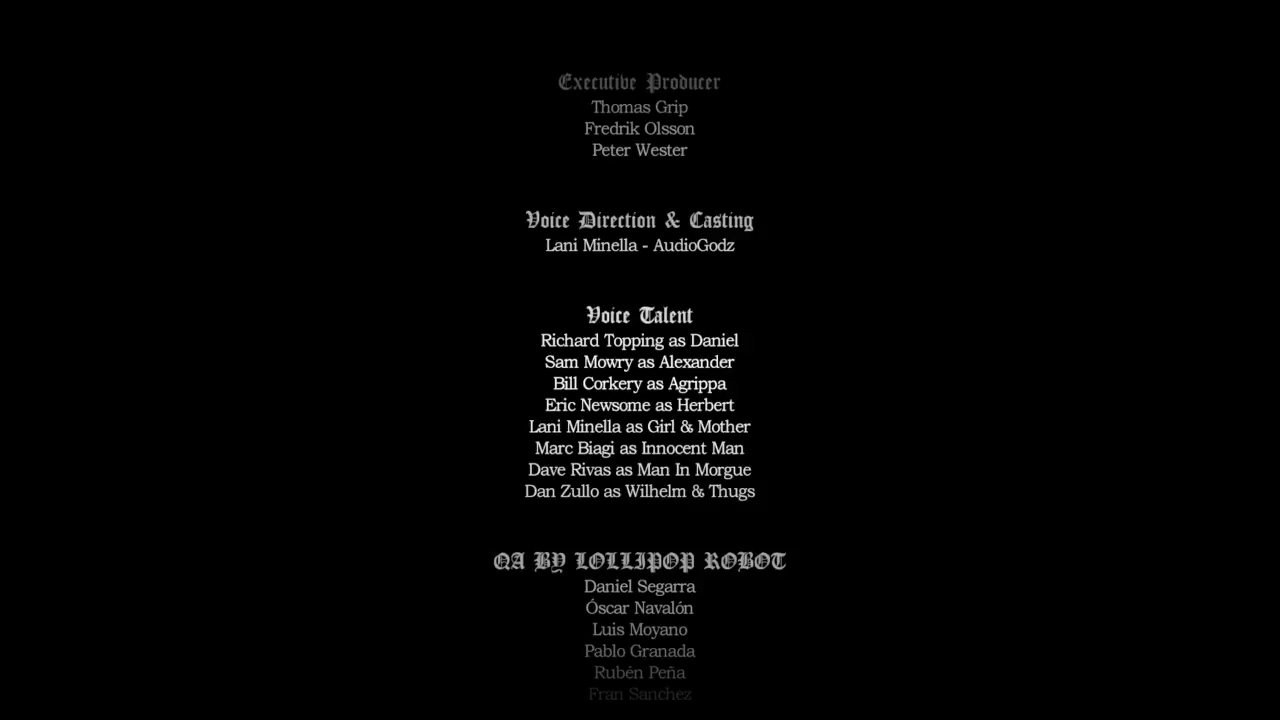 Executive Producer
Thomas Grip
Fredrik Olsson
Peter Wester
Voice Direction & Casting
Lani Minella - AudioGodz
Voice Talent
Richard Topping as Daniel
Sam Mowry as Alexander
Bill Corkery as Agrippa
Eric Newsome as Herbert
Lani Minella as Girl & Mother
Marc Biagi as Innocent Man
Dave Rivas as Man In Morgue
Dan Zullo as Wilhelm & Thugs
QA BY LOLLIPOP ROBOT
Daniel Segarra
Óscar Navalón
Luis Moyano
Pablo Granada
Rubén Peña
Fran Sanchez